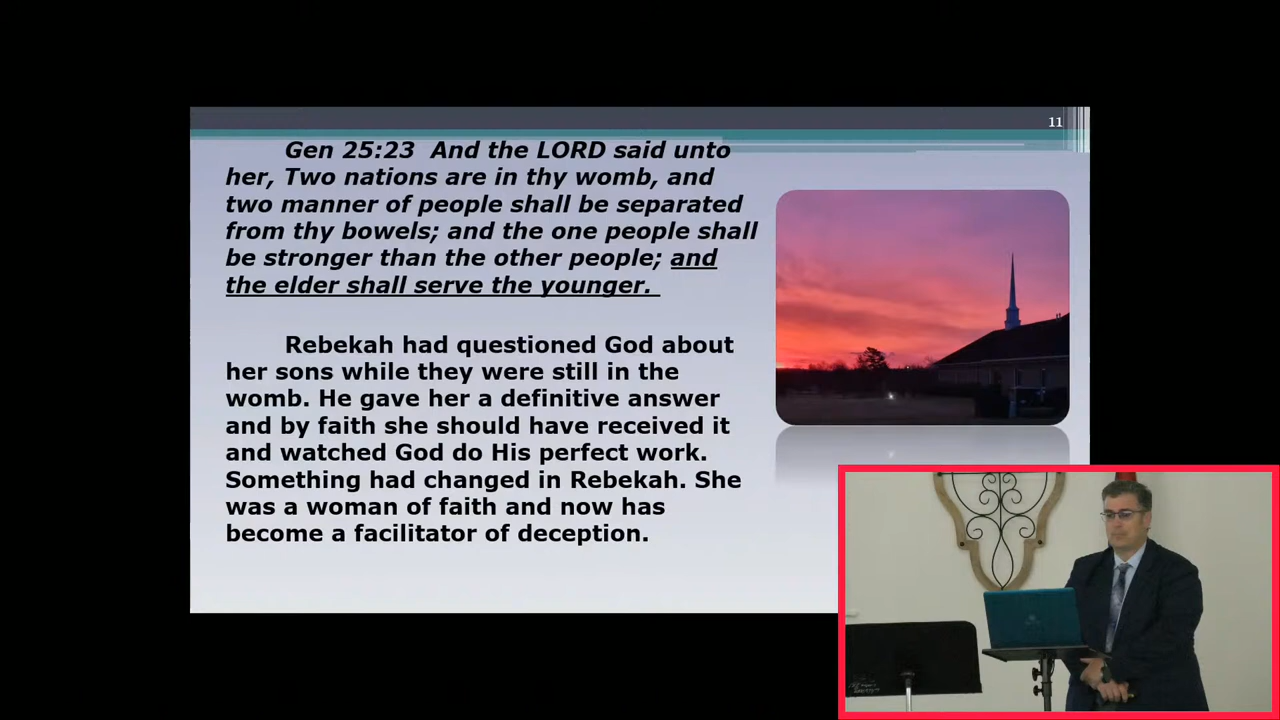 11
Gen 25:23 And the LORD said unto
her, Two nations are in thy womb, and
two manner of people shall be separated
from thy bowels; and the one people shall
be stronger than the other people; and
the elder shall serve the younger.
Rebekah had questioned God about
her sons while they were still in the
womb. He gave her a definitive answer
and by faith she should have received it
and watched God do His perfect work.
Something had changed in Rebekah. She
was a woman of faith and now has
become a facilitator of deception.